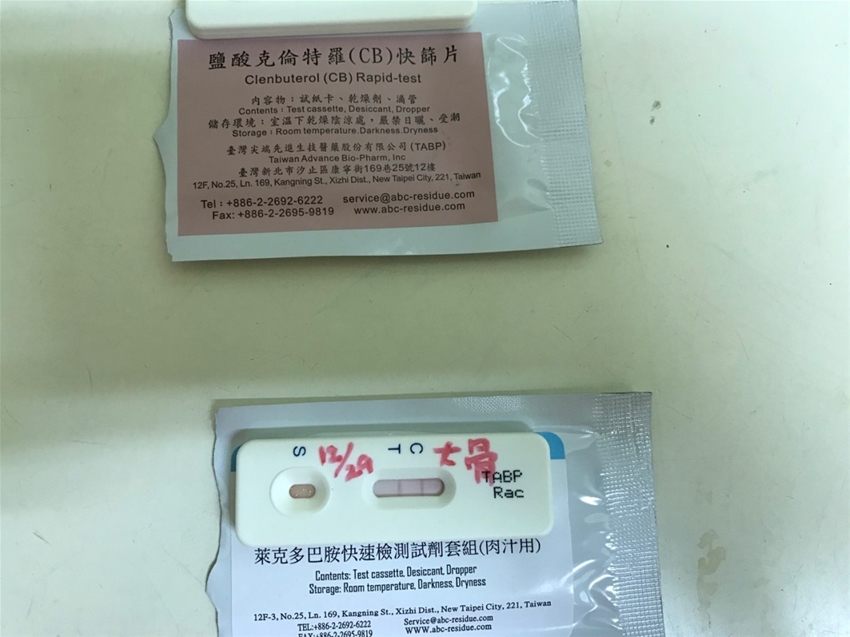 鹽酸克倫特羅(CB)快篩片
Clenbuterol (CB) Rapid-test
內容物：試紙卡、乾燥劑、滴管
Contents : Test cassette, Desiccant, Dropper
儲存環境：室溫下乾燥陰涼處，嚴禁日曬、受潮
Storage : Room temperature.Darkness.Dryness
臺灣尖端先進生技醫藥股份有限公司 (TABP)
Taiwan Advance Bio-Pharm, Inc
臺灣新北市汐止區康寧街169巷25號12樓
12F, No.25, Ln. 169, Kangning St., Xizhi Dist., New Taipei City, 221, Taiwan
Tel : +886-2-2692-6222 service@abc-residue.com
Fax: +886-2-2695-9819 www.abc-residue.com
S 12/29 T C 大骨
TABP
Rac
萊克多巴胺快速檢測試劑套組(肉汁用)
Contents: Test cassette, Desiccant, Dropper
Storage: Room temperature, Darkness, Dryness
12F-3, No.25, Ln. 169, Kangning St., Xizhi Dist., New Taipei City, 221, Taiwan
TEL:+886-2-2692-6222 Service@abc-residue.com
FAX:+886-2-2695-9819 www.abc-residue.com